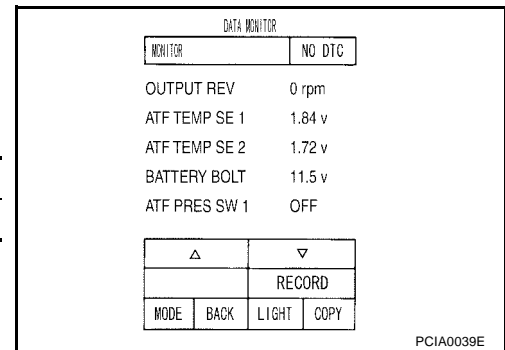 DATA MONITOR
MONITOR NO DTC
OUTPUT REV 0 rpm
ATF TEMP SE 1 1.84 v
ATF TEMP SE 2 1.72 v
BATTERY BOLT 11.5 v
ATF PRES SW 1 OFF
△ ▽
RECORD
MODE BACK LIGHT COPY
PCIA0039E